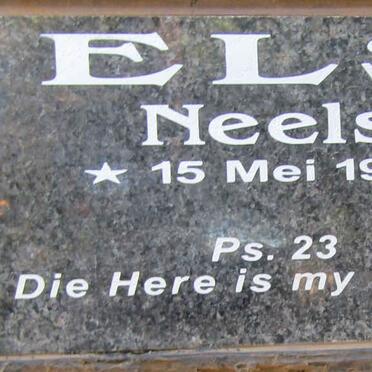 EL
Neels
★ 15 Mei 19
Ps. 23
Die Here is my